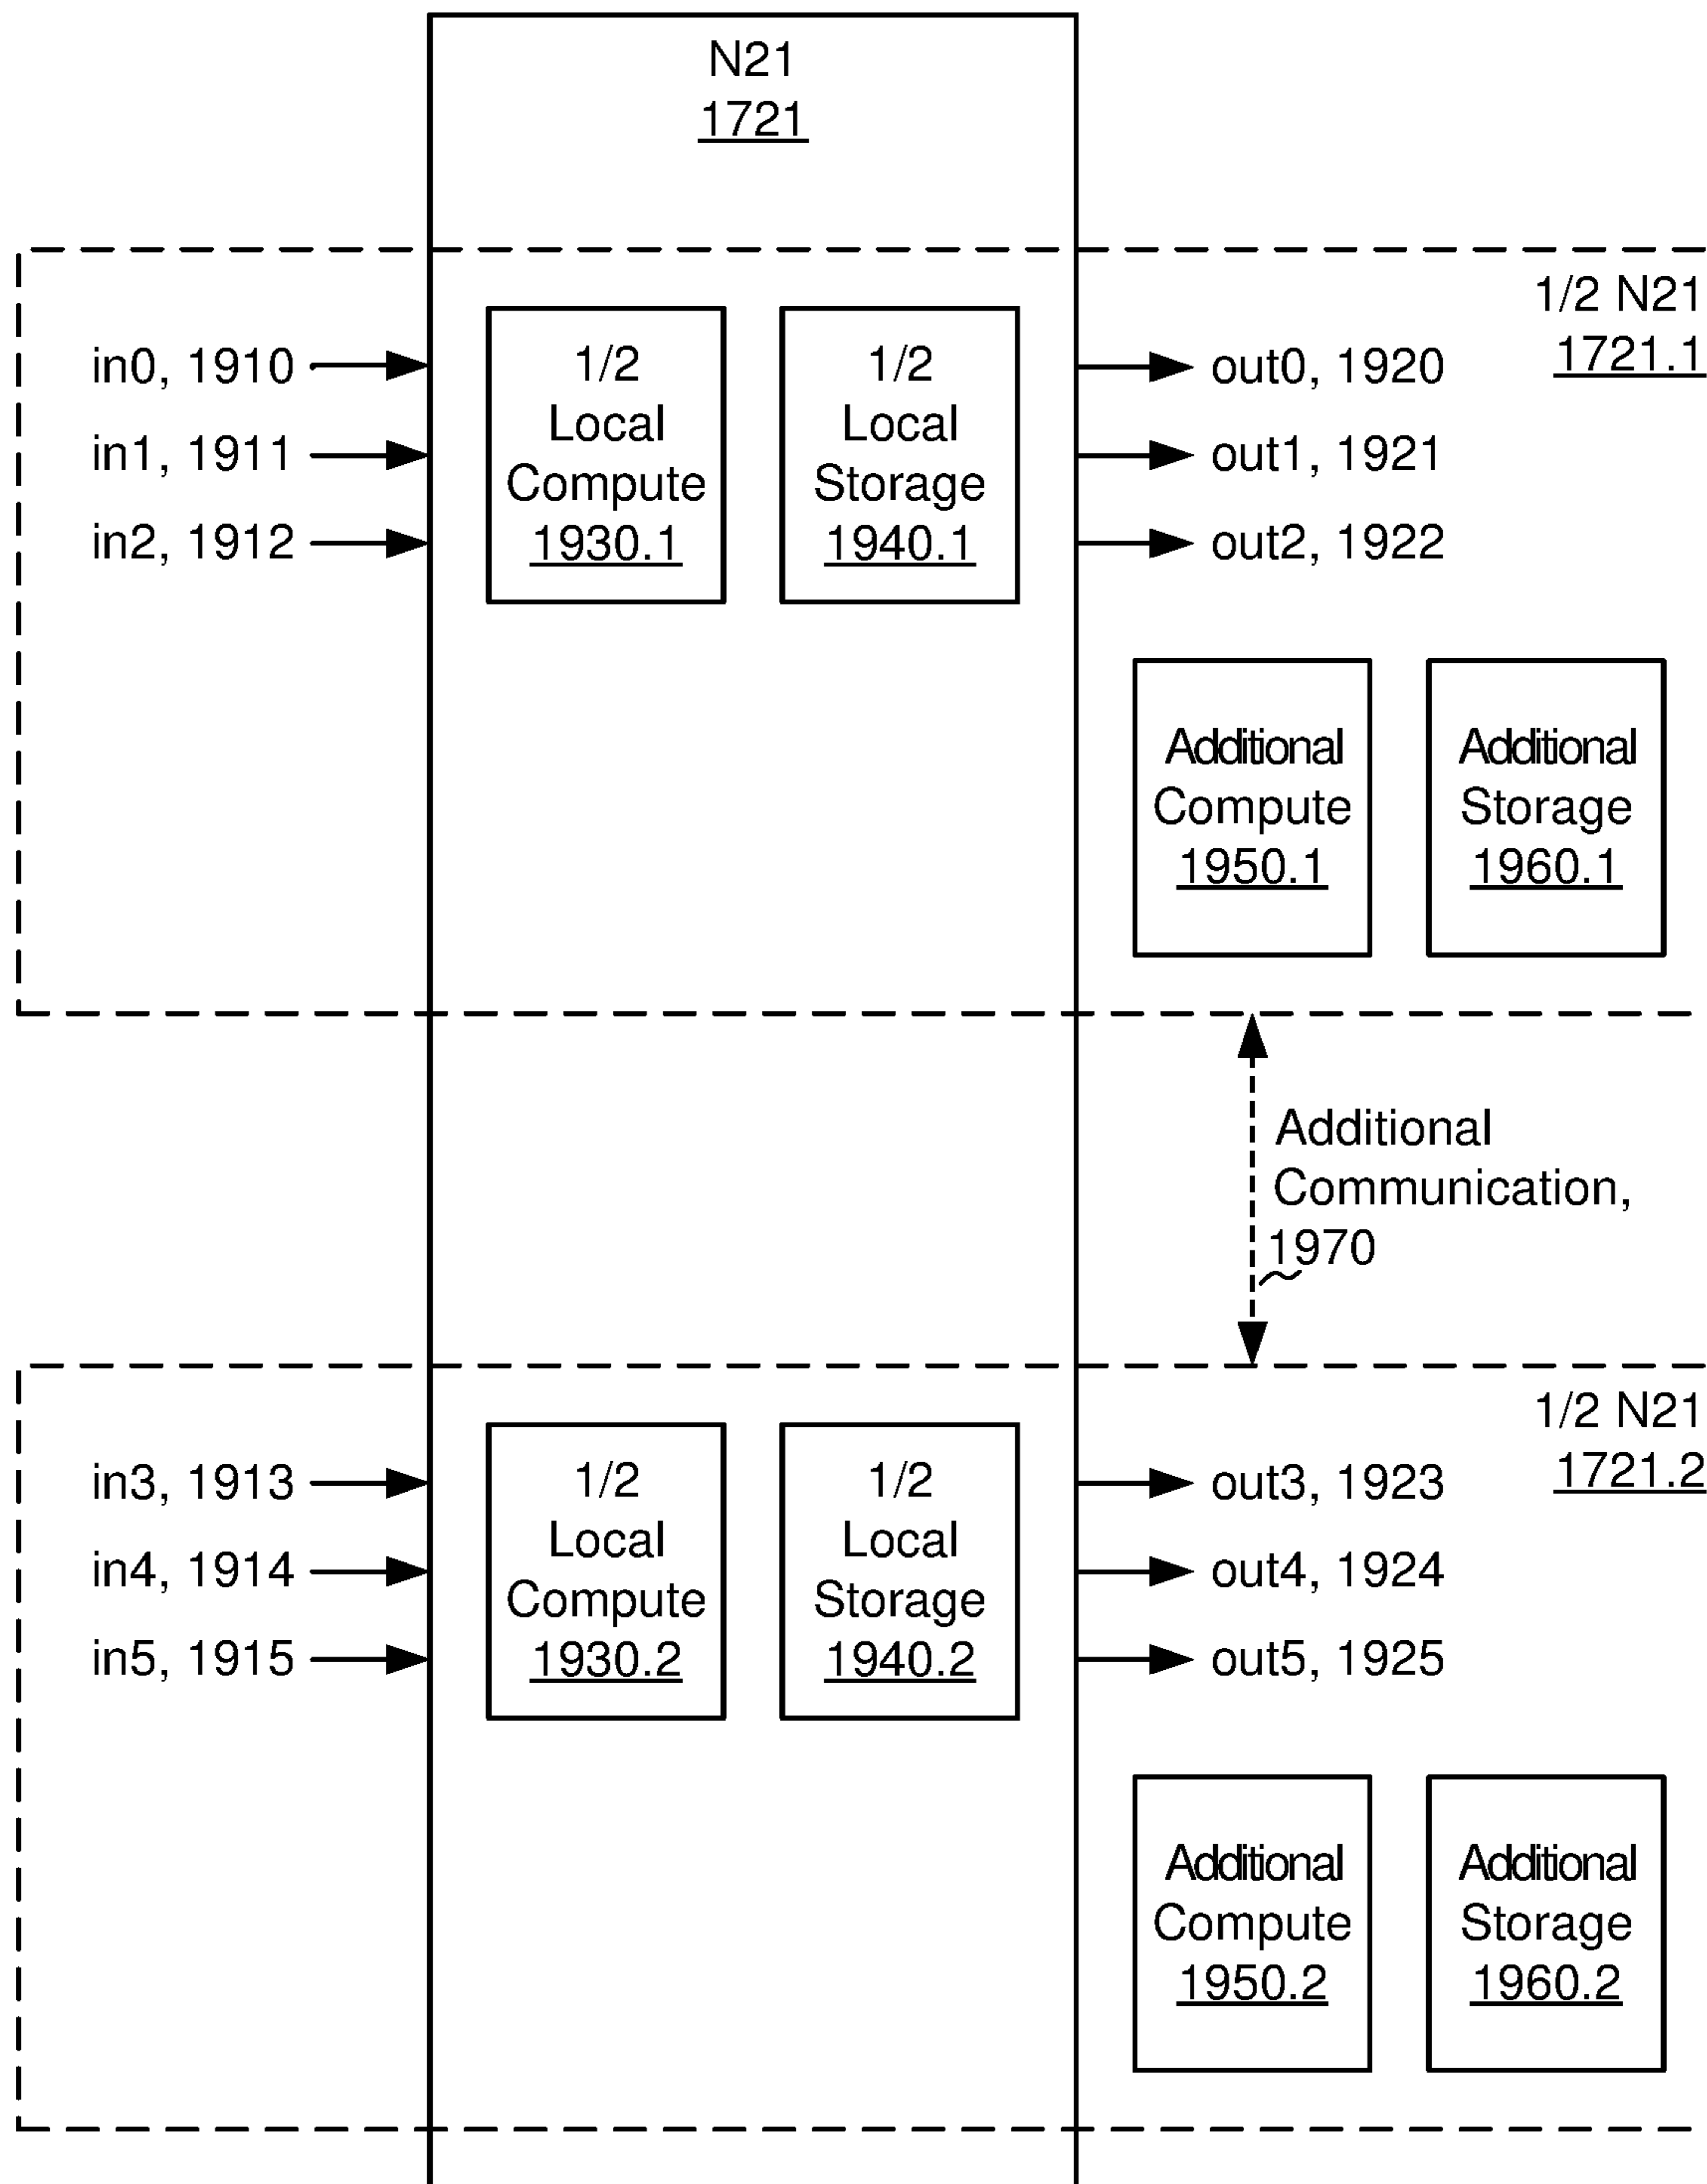 N21
1721
1/2 N21
1721.1
in0, 1910
in1, 1911
in2, 1912
1/2
Local
Compute
1930.1
1/2
Local
Storage
1940.1
out0, 1920
out1, 1921
out2, 1922
Additional
Compute
1950.1
Additional
Storage
1960.1
Additional
Communication,
1970
1/2 N21
1721.2
in3, 1913
in4, 1914
in5, 1915
1/2
Local
Compute
1930.2
1/2
Local
Storage
1940.2
out3, 1923
out4, 1924
out5, 1925
Additional
Compute
1950.2
Additional
Storage
1960.2